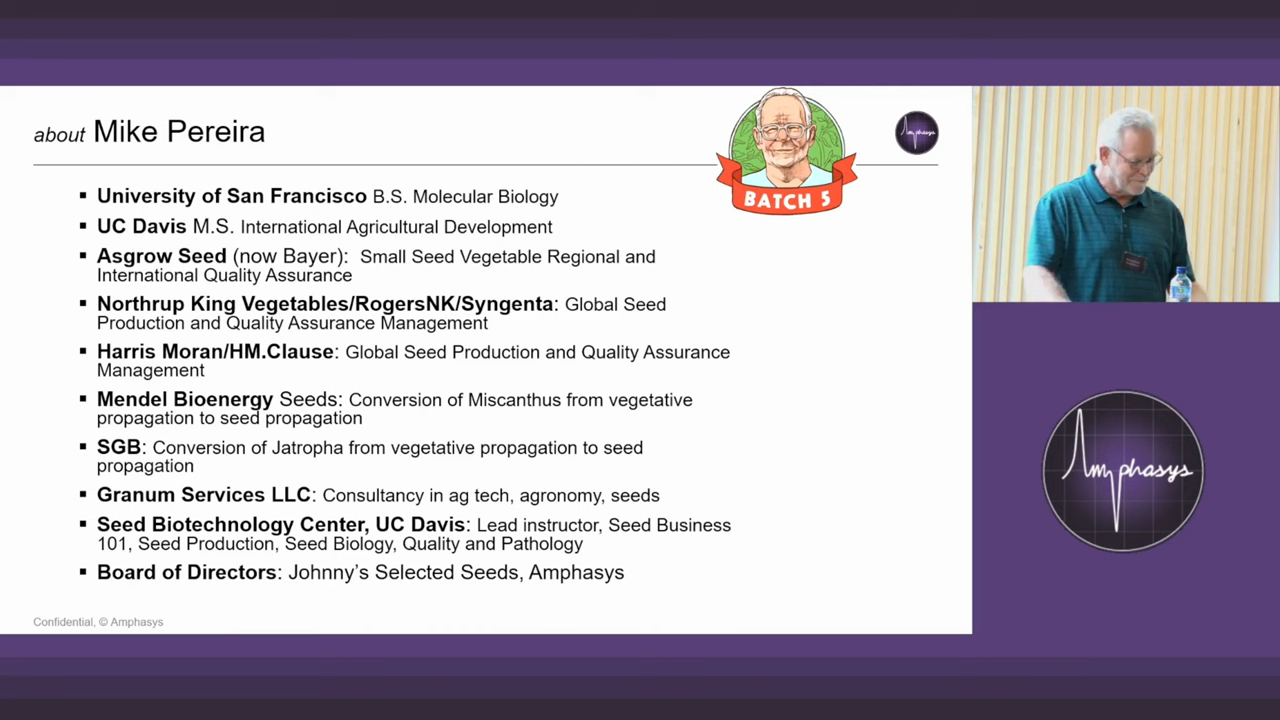 about Mike Pereira
BATCH 5
Amphasys
▪ University of San Francisco B.S. Molecular Biology
▪ UC Davis M.S. International Agricultural Development
▪ Asgrow Seed (now Bayer): Small Seed Vegetable Regional and
International Quality Assurance
▪ Northrup King Vegetables/RogersNK/Syngenta: Global Seed
Production and Quality Assurance Management
▪ Harris Moran/HM.Clause: Global Seed Production and Quality Assurance
Management
▪ Mendel Bioenergy Seeds: Conversion of Miscanthus from vegetative
propagation to seed propagation
▪ SGB: Conversion of Jatropha from vegetative propagation to seed
propagation
▪ Granum Services LLC: Consultancy in ag tech, agronomy, seeds
▪ Seed Biotechnology Center, UC Davis: Lead instructor, Seed Business
101, Seed Production, Seed Biology, Quality and Pathology
▪ Board of Directors: Johnny’s Selected Seeds, Amphasys
Confidential, © Amphasys
Amphasys